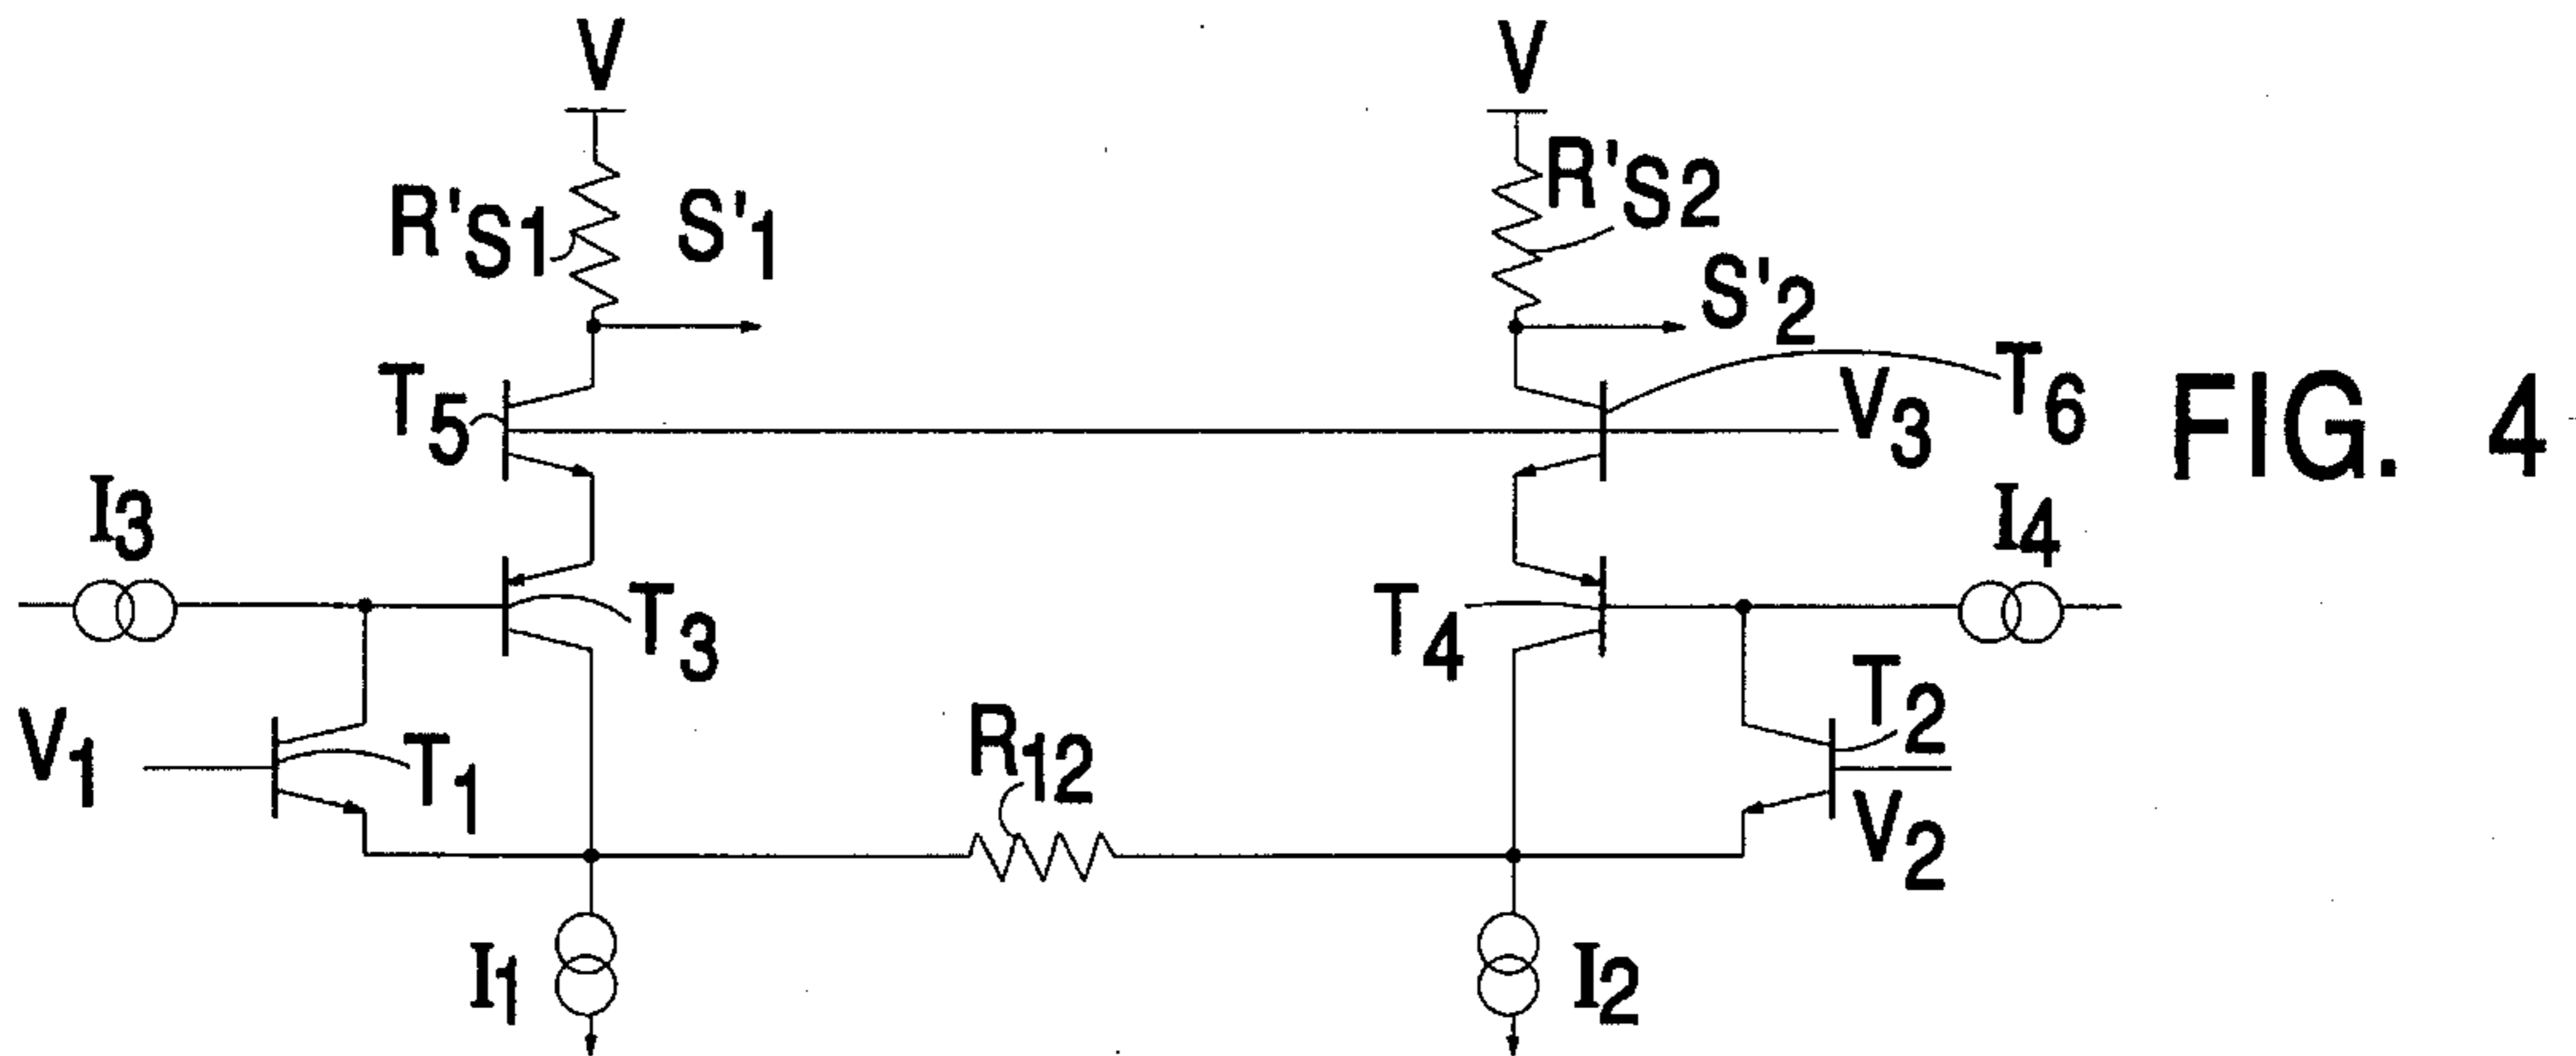 V V
R'S1 S'1 R'S2 S'2
T5 V3 T6 FIG. 4
I3 I4
T3 T4
V1 T1 R12 T2
V2
I1 I2